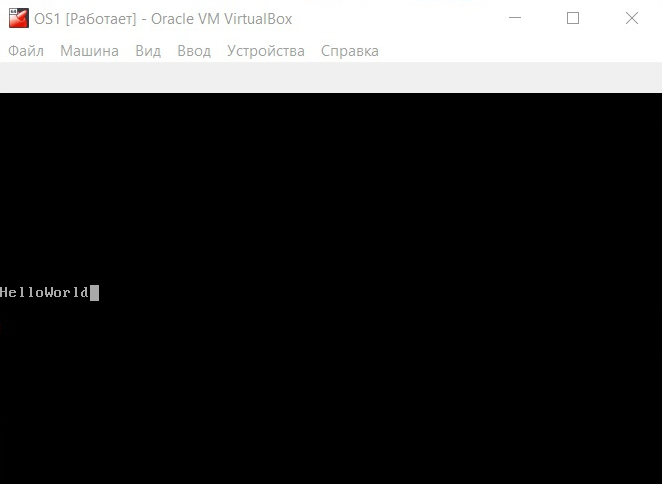 OS1 [Работает] - Oracle VM VirtualBox
Файл Машина Вид Ввод Устройства Справка
HelloWorld